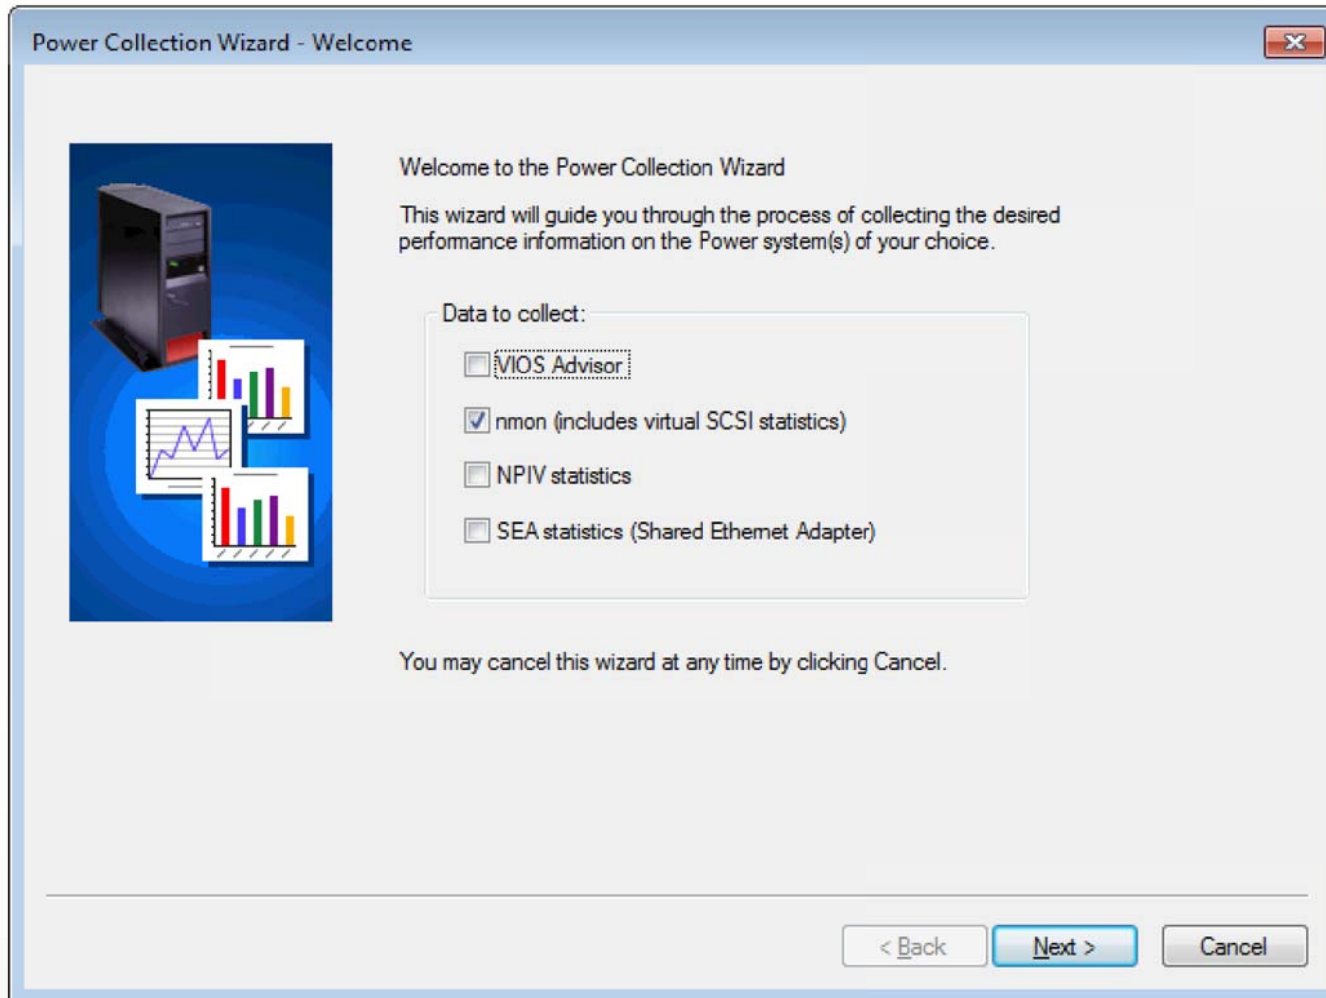 Power Collection Wizard - Welcome
Welcome to the Power Collection Wizard
This wizard will guide you through the process of collecting the desired
performance information on the Power system(s) of your choice.
Data to collect:
VIOS Advisor
nmon (includes virtual SCSI statistics)
NPIV statistics
SEA statistics (Shared Ethernet Adapter)
You may cancel this wizard at any time by clicking Cancel.
< Back
Next >
Cancel